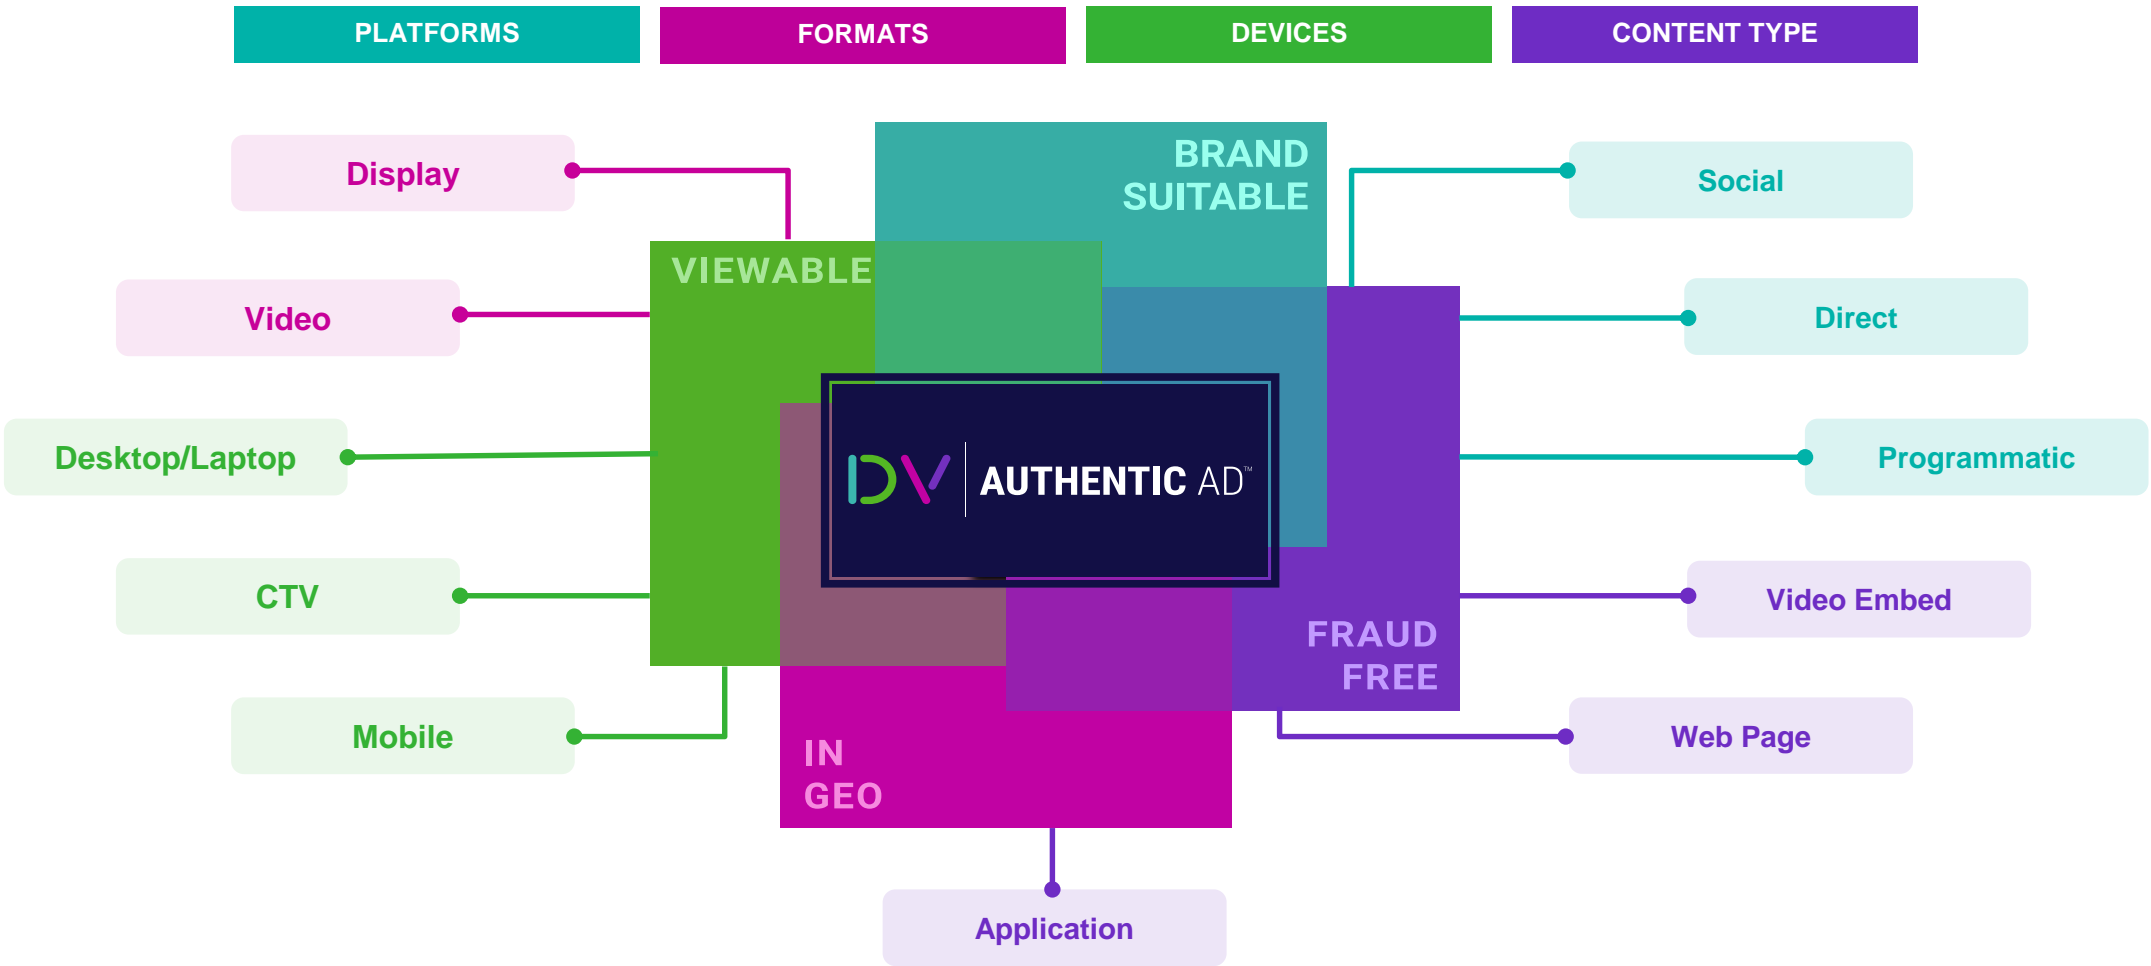 PLATFORMS
FORMATS
DEVICES
CONTENT TYPE
Display
Video
Desktop/Laptop
CTV
Mobile
BRAND
SUITABLE
VIEWABLE
DV AUTHENTIC AD™
FRAUD
FREE
IN
GEO
Social
Direct
Programmatic
Video Embed
Web Page
Application